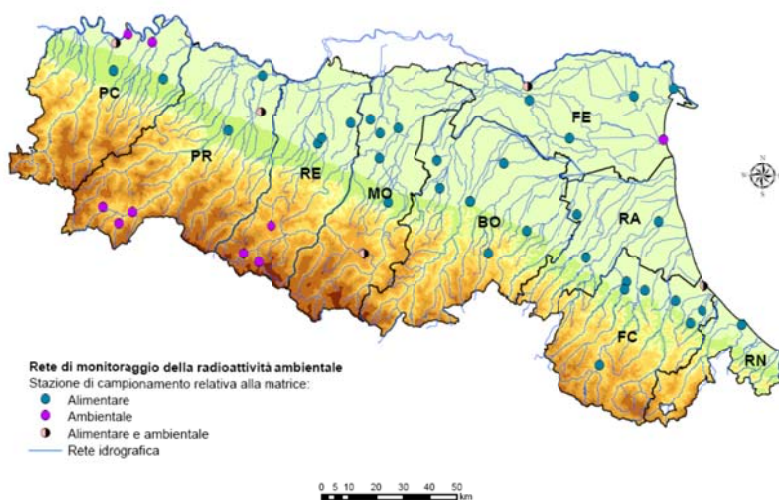 PC
PR
RE
MO
BO
FE
RA
FC
RN
N
S
Rete di monitoraggio della radioattività ambientale
Stazione di campionamento relativa alla matrice:
Alimentare
Ambientale
Alimentare e ambientale
Rete idrografica
0 5 10 20 30 40 50
km